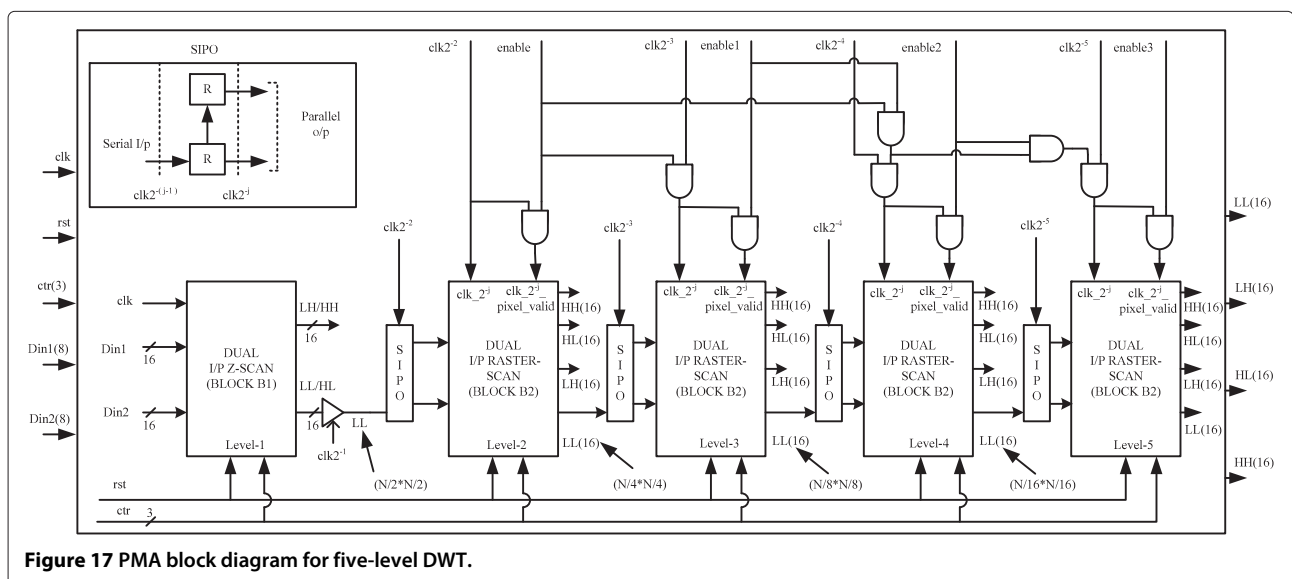 clk2-2
enable
clk2-3
enable1
clk2-4
enable2
clk2-5
enable3
SIPO
R
R
Serial I/p
Parallel
o/p
clk2-(j-1)
clk2-j
clk
rst
ctr(3)
Din1(8)
Din2(8)
clk
Din1
16
Din2
16
DUAL
I/P Z-SCAN
(BLOCK B1)
Level-1
LH/HH
16
LL/HL
16
clk2-1
LL
(N/2*N/2)
clk2-2
SIPO
clk_2-j
clk_2-j_
pixel_valid
DUAL
I/P RASTER-
SCAN
(BLOCK B2)
Level-2
HH(16)
HL(16)
LH(16)
LL(16)
(N/4*N/4)
clk2-3
SIPO
clk_2-j
clk_2-j_
pixel_valid
DUAL
I/P RASTER-
SCAN
(BLOCK B2)
Level-3
HH(16)
HL(16)
LH(16)
LL(16)
(N/8*N/8)
clk2-4
SIPO
clk_2-j
clk_2-j_
pixel_valid
DUAL
I/P RASTER-
SCAN
(BLOCK B2)
Level-4
HH(16)
HL(16)
LH(16)
LL(16)
(N/16*N/16)
clk2-5
SIPO
clk_2-j
clk_2-j_
pixel_valid
DUAL
I/P RASTER-
SCAN
(BLOCK B2)
Level-5
HH(16)
HL(16)
LH(16)
LL(16)
LL(16)
LH(16)
HL(16)
HH(16)
rst
ctr
3
Figure 17 PMA block diagram for five-level DWT.